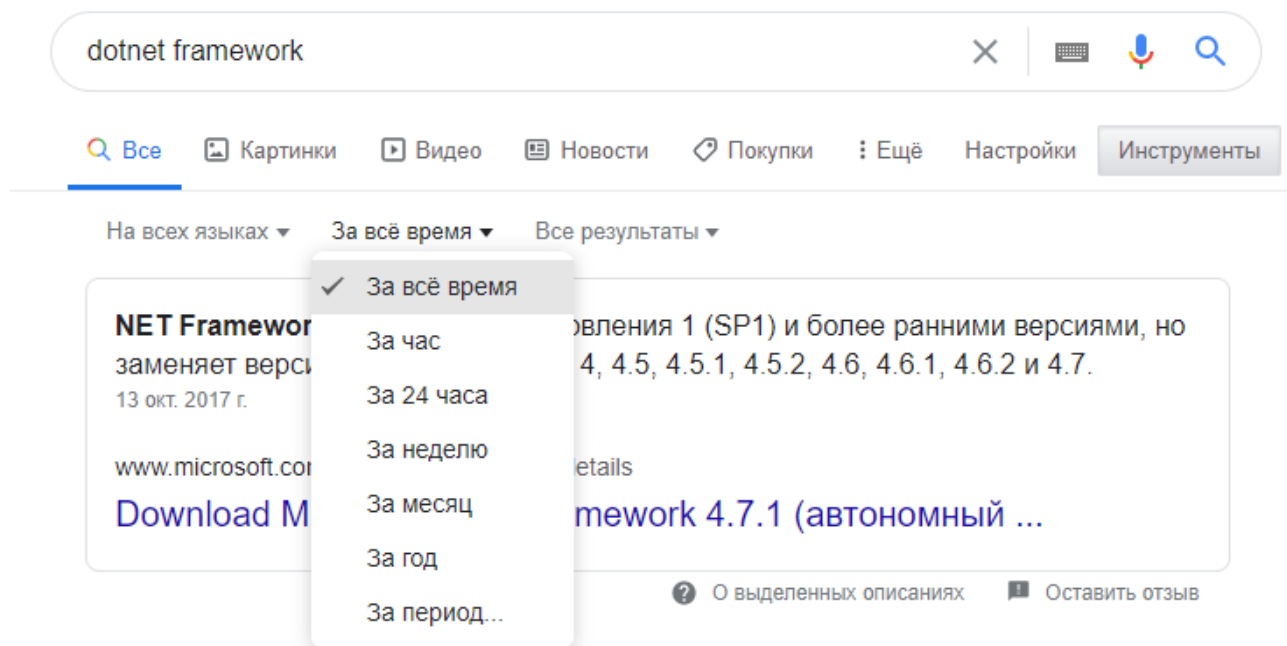 dotnet framework
Все Картинки Видео Новости Покупки Ещё Настройки Инструменты
На всех языках За всё время Все результаты
За всё время
За час
За 24 часа
За неделю
За месяц
За год
За период...
NET Framewor овления 1 (SP1) и более ранними версиями, но
заменяет верси 4, 4.5, 4.5.1, 4.5.2, 4.6, 4.6.1, 4.6.2 и 4.7.
13 окт. 2017 г.
www.microsoft.com etails
Download M mework 4.7.1 (автономный ...
О выделенных описаниях Оставить отзыв